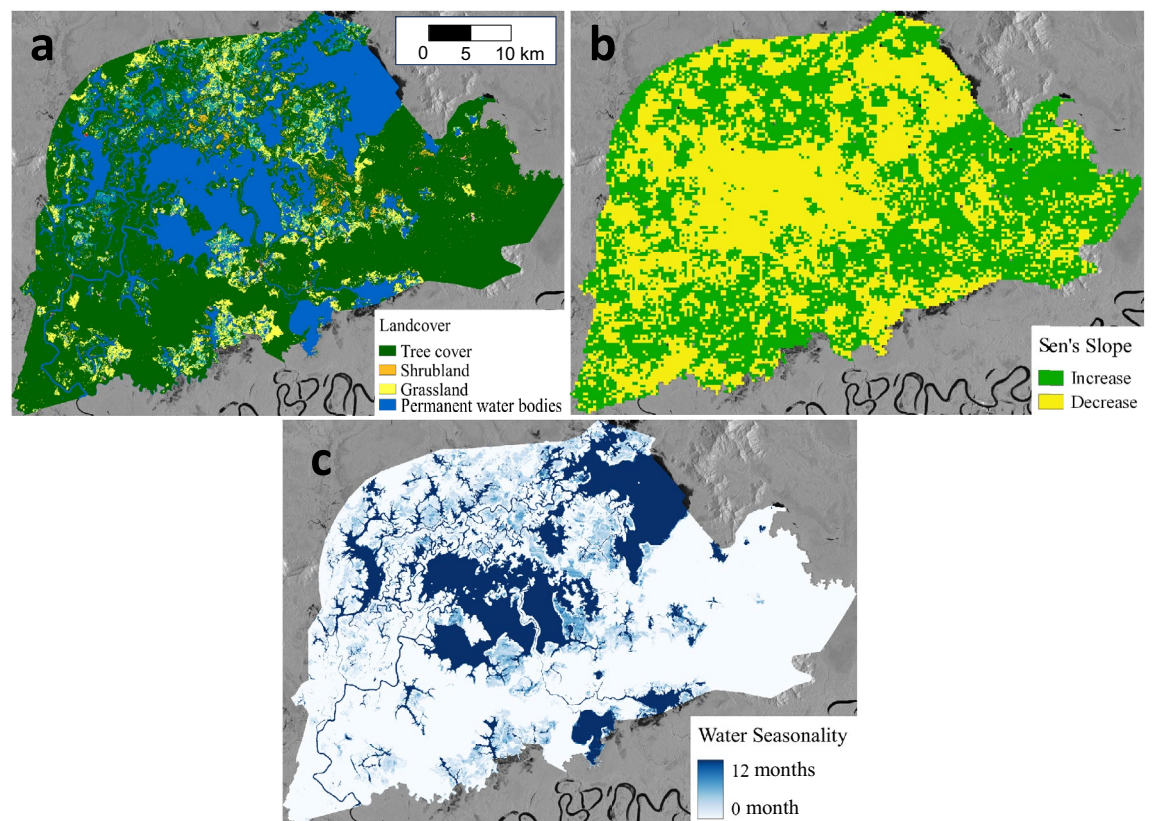 a
0 5 10 km
Landcover
Tree cover
Shrubland
Grassland
Permanent water bodies
b
Sen's Slope
Increase
Decrease
c
Water Seasonality
12 months
0 month